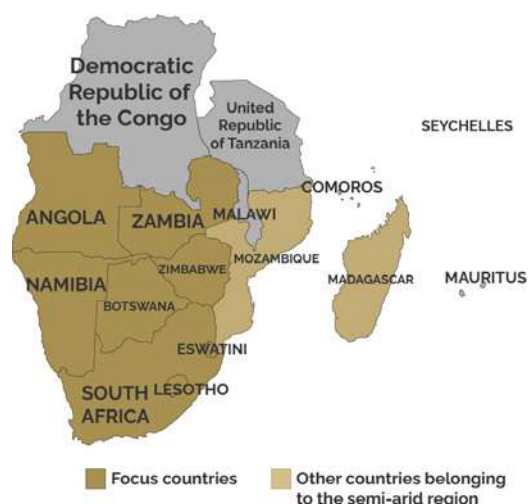 Democratic
Republic of
the Congo
United
Republic
of Tanzania
SEYCHELLES
COMOROS
ANGOLA
ZAMBIA
MALAWI
NAMIBIA
ZIMBABWE
MOZAMBIQUE
BOTSWANA
MADAGASCAR
MAURITUS
ESWATINI
SOUTH
AFRICA
LESOTHO
Focus countries
Other countries belonging
to the semi-arid region